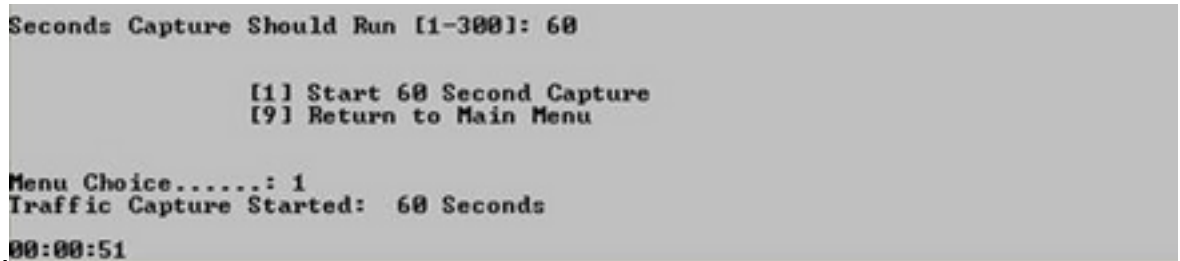 Seconds Capture Should Run [1-300]: 60
[1] Start 60 Second Capture
[9] Return to Main Menu
Menu Choice......: 1
Traffic Capture Started:  60 Seconds
00:00:51